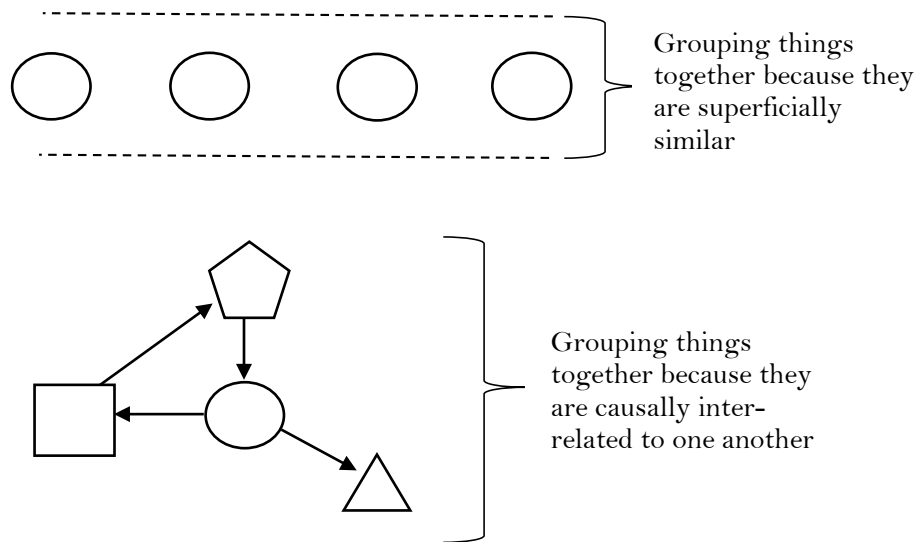 Grouping things
together because they
are superficially
similar
Grouping things
together because they
are causally inter-
related to one another